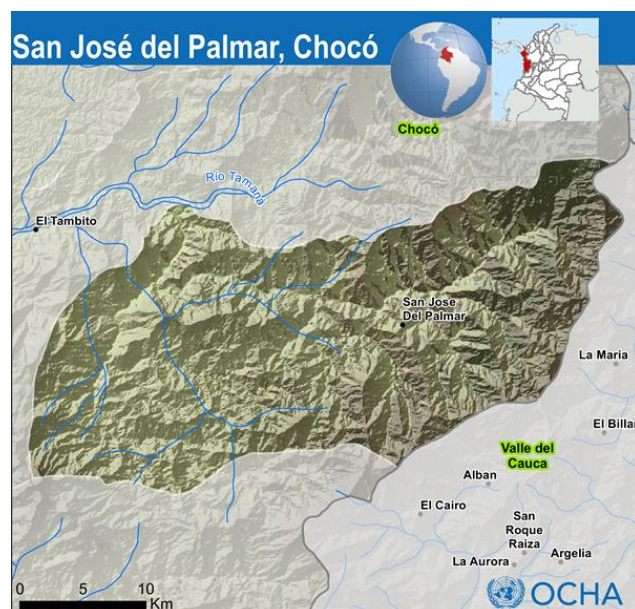 San José del Palmar, Chocó
Chocó
Río Tamaná
El Tambito
San Jose
Del Palmar
La Maria
El Billar
Valle del
Cauca
Alban
El Cairo
San
Roque
Raiza
La Aurora
Argelia
0 5 10
Km
OCHA